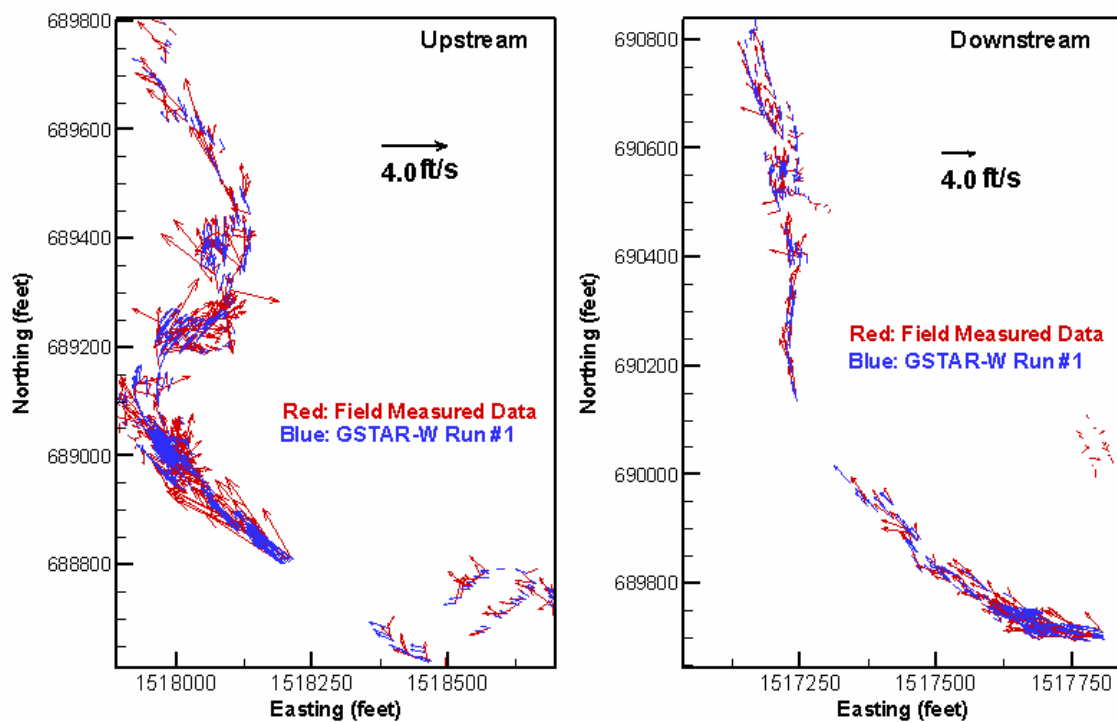 Upstream
689800
689600
689400
689200
689000
688800
4.0 ft/s
Red: Field Measured Data
Blue: GSTAR-W Run #1
Northing (feet)
1518000
1518250
1518500
Easting (feet)
Downstream
690800
690600
690400
690200
690000
689800
4.0 ft/s
Red: Field Measured Data
Blue: GSTAR-W Run #1
Northing (feet)
1517250
1517500
1517750
Easting (feet)